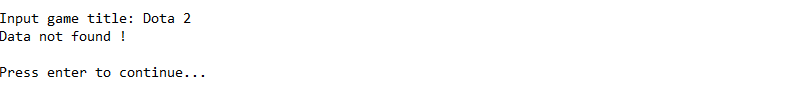 Input game title: Dota 2
Data not found !
Press enter to continue...